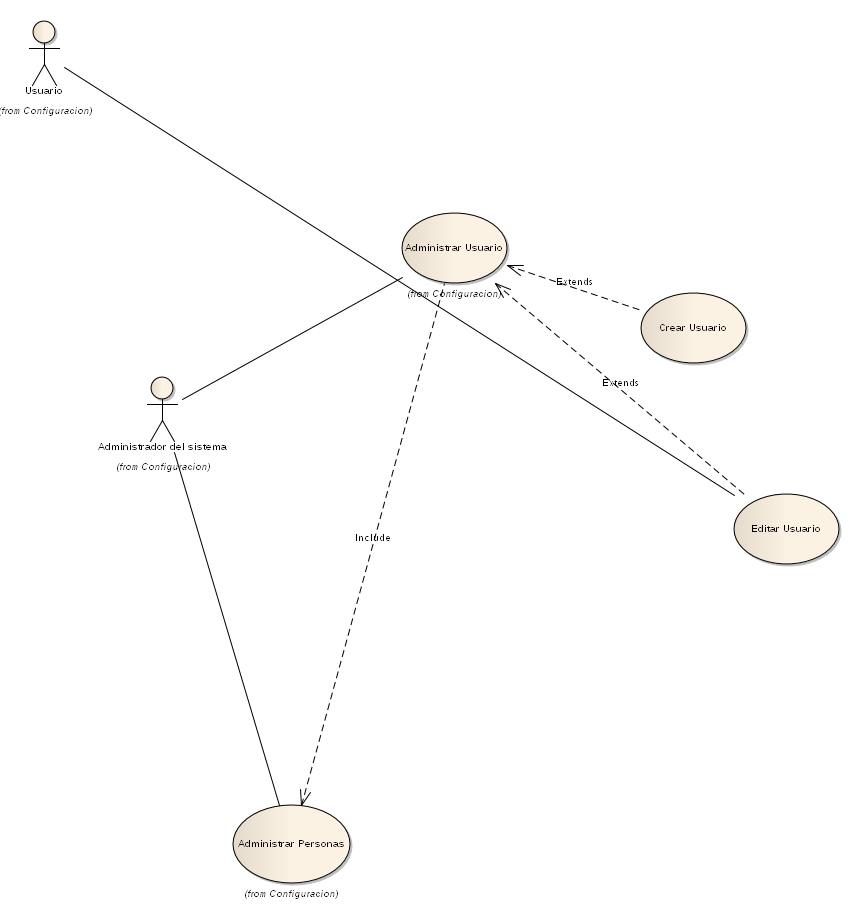 Usuario
(from Configuracion)
Administrar Usuario
(from Configuracion)
Extends
Crear Usuario
Extends
Administrador del sistema
(from Configuracion)
Editar Usuario
Include
Administrar Personas
(from Configuracion)